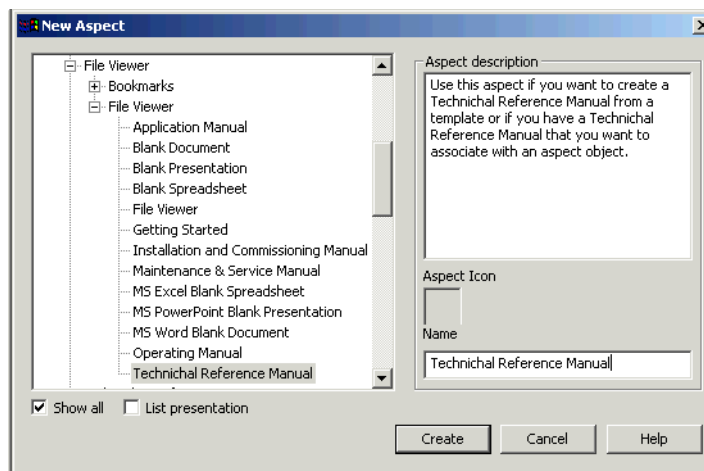 New Aspect
File Viewer
Bookmarks
File Viewer
Application Manual
Blank Document
Blank Presentation
Blank Spreadsheet
File Viewer
Getting Started
Installation and Commissioning Manual
Maintenance & Service Manual
MS Excel Blank Spreadsheet
MS PowerPoint Blank Presentation
MS Word Blank Document
Operating Manual
Technichal Reference Manual
Show all
List presentation
Aspect description
Use this aspect if you want to create a
Technichal Reference Manual from a
template or if you have a Technichal
Reference Manual that you want to
associate with an aspect object.
Aspect Icon
Name
Technichal Reference Manual
Create
Cancel
Help